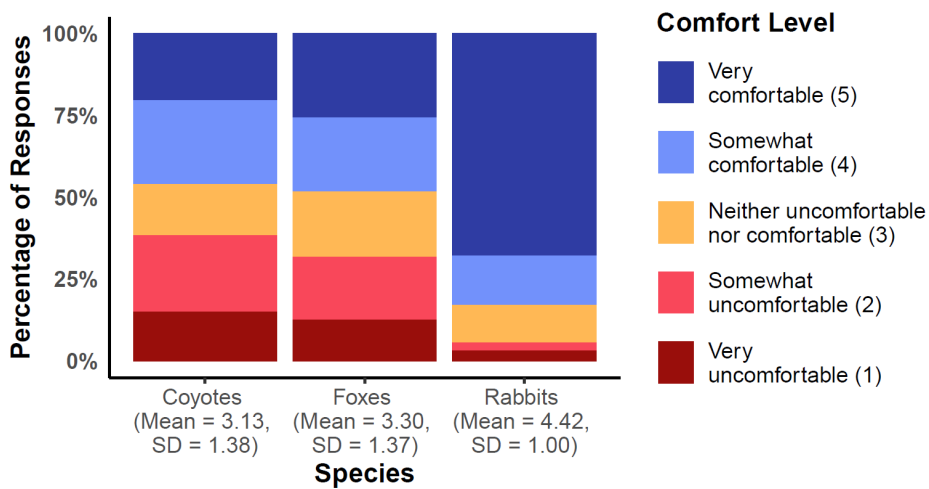 Percentage of Responses
100%
75%
50%
25%
0%
Coyotes
(Mean = 3.13,
SD = 1.38)
Foxes
(Mean = 3.30,
SD = 1.37)
Rabbits
(Mean = 4.42,
SD = 1.00)
Species
Comfort Level
Very
comfortable (5)
Somewhat
comfortable (4)
Neither uncomfortable
nor comfortable (3)
Somewhat
uncomfortable (2)
Very
uncomfortable (1)